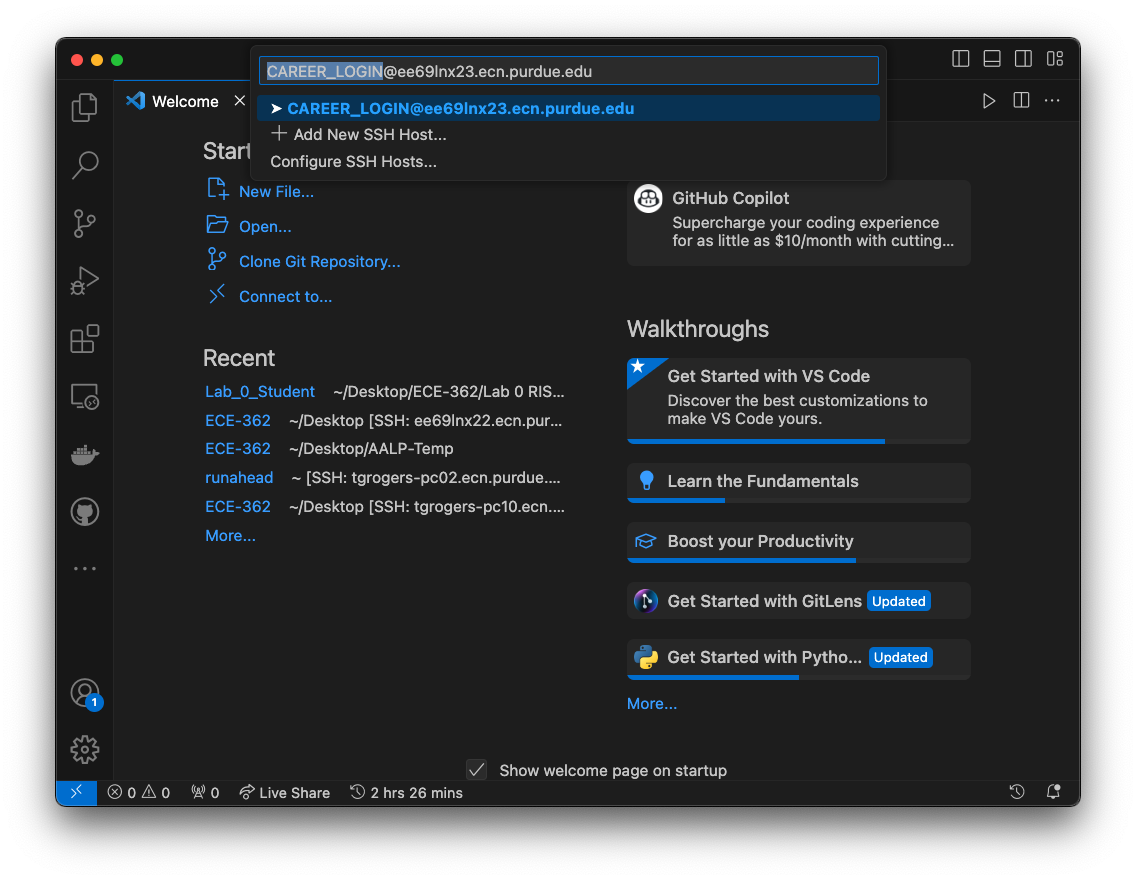 CAREER_LOGIN@ee69lnx23.ecn.purdue.edu
➤ CAREER_LOGIN@ee69lnx23.ecn.purdue.edu
+ Add New SSH Host...
Configure SSH Hosts...
Welcome
Start
New File...
Open...
Clone Git Repository...
Connect to...
Recent
Lab_0_Student ~/Desktop/ECE-362/Lab 0 RIS...
ECE-362 ~/Desktop [SSH: ee69lnx22.ecn.pur...
ECE-362 ~/Desktop/AALP-Temp
runahead ~ [SSH: tgrogers-pc02.ecn.purdue....
ECE-362 ~/Desktop [SSH: tgrogers-pc10.ecn....
More...
GitHub Copilot
Supercharge your coding experience
for as little as $10/month with cutting...
Walkthroughs
Get Started with VS Code
Discover the best customizations to
make VS Code yours.
Learn the Fundamentals
Boost your Productivity
Get Started with GitLens Updated
Get Started with Pytho... Updated
More...
1
Show welcome page on startup
0 0 0 Live Share 2 hrs 26 mins